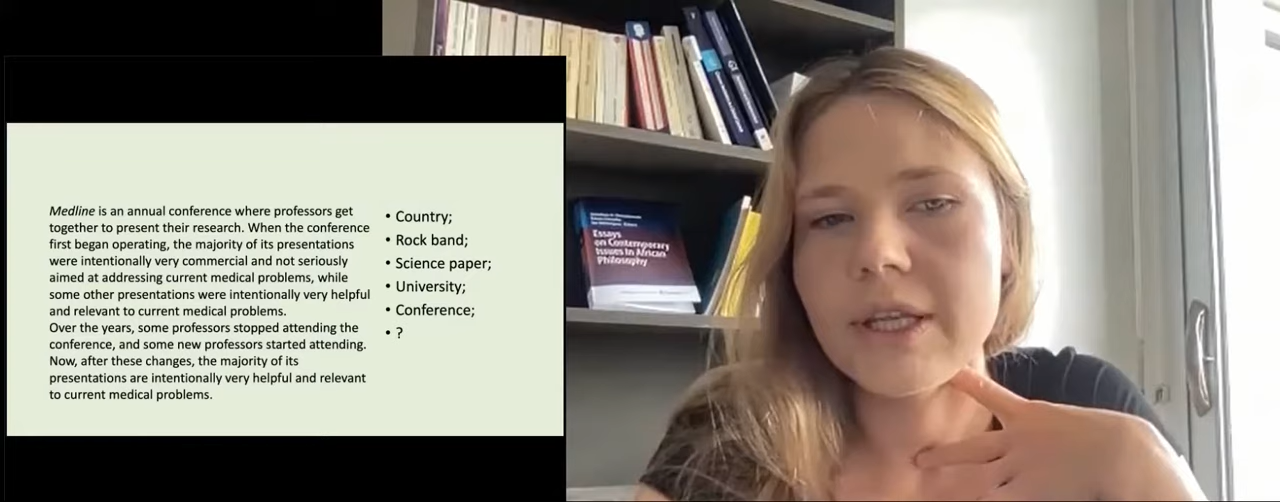 Medline is an annual conference where professors get
together to present their research. When the conference
first began operating, the majority of its presentations
were intentionally very commercial and not seriously
aimed at addressing current medical problems, while
some other presentations were intentionally very helpful
and relevant to current medical problems.
Over the years, some professors stopped attending the
conference, and some new professors started attending.
Now, after these changes, the majority of its
presentations are intentionally very helpful and relevant
to current medical problems.
• Country;
• Rock band;
• Science paper;
• University;
• Conference;
• ?
Essays
on Contemporary
Issues in African
Philosophy